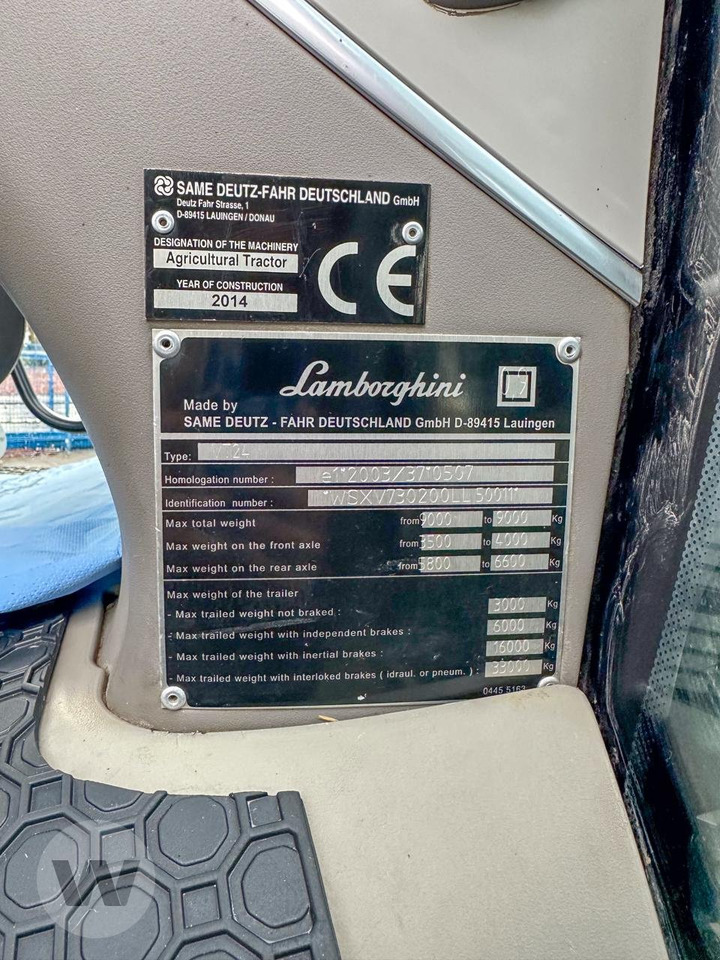 SAME DEUTZ-FAHR DEUTSCHLAND GmbH
Deutz Fahr Strasse, 1
D-89415 LAUINGEN / DONAU
DESIGNATION OF THE MACHINERY
Agricultural Tractor
YEAR OF CONSTRUCTION
2014
CE
Lamborghini
Made by
SAME DEUTZ - FAHR DEUTSCHLAND GmbH D-89415 Lauingen
Type:
Homologation number : e1*2003/37*0507
Identification number : *WSXV730200LL50011*
Max total weight from 9000 to 9000 Kg
Max weight on the front axle from 3500 to 4000 Kg
Max weight on the rear axle from 5800 to 6600 Kg
Max weight of the trailer
- Max trailed weight not braked : 3000 Kg
- Max trailed weight with independent brakes : 6000 Kg
- Max trailed weight with inertial brakes : 16000 Kg
- Max trailed weight with interloked brakes ( idraul. or pneum. ) : 33000 Kg
0445 5162
W